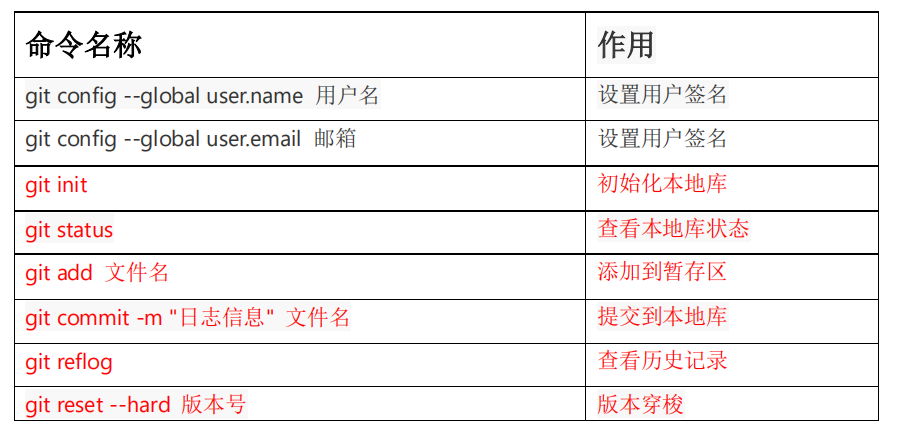 命令名称 作用
git config --global user.name 用户名 设置用户签名
git config --global user.email 邮箱 设置用户签名
git init 初始化本地库
git status 查看本地库状态
git add 文件名 添加到暂存区
git commit -m "日志信息" 文件名 提交到本地库
git reflog 查看历史记录
git reset --hard 版本号 版本穿梭